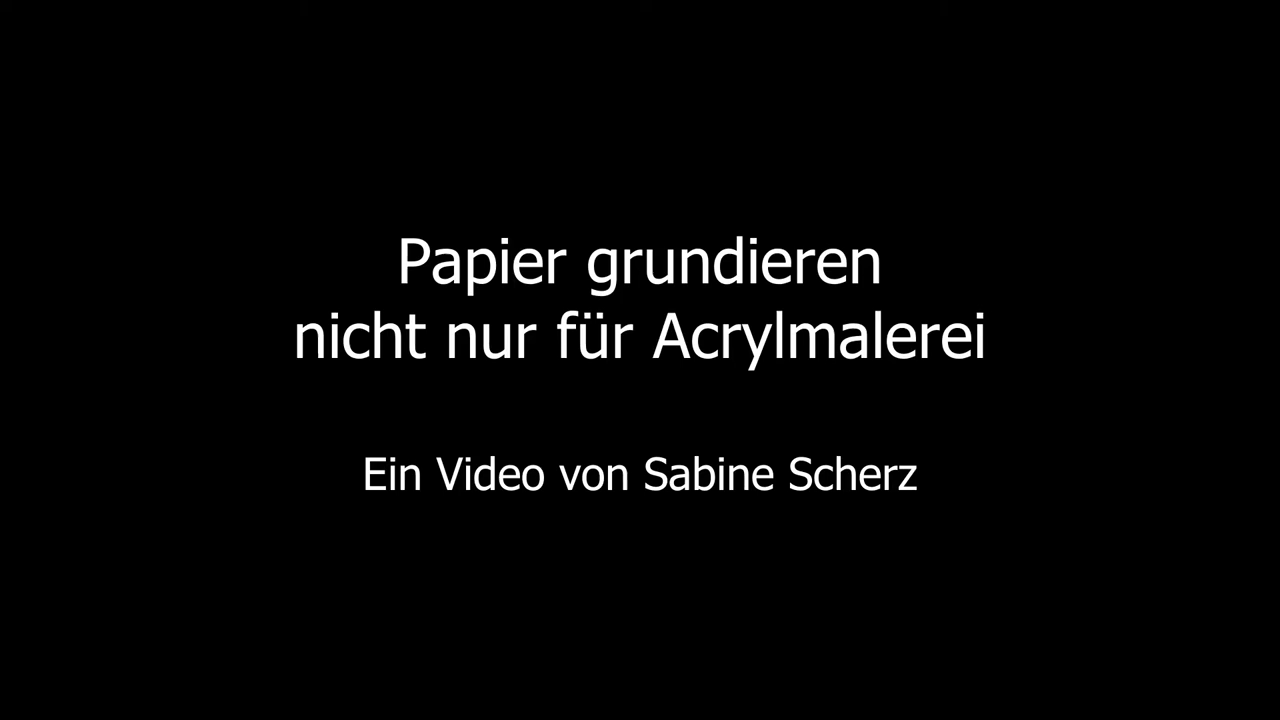 Papier grundieren
nicht nur für Acrylmalerei
Ein Video von Sabine Scherz